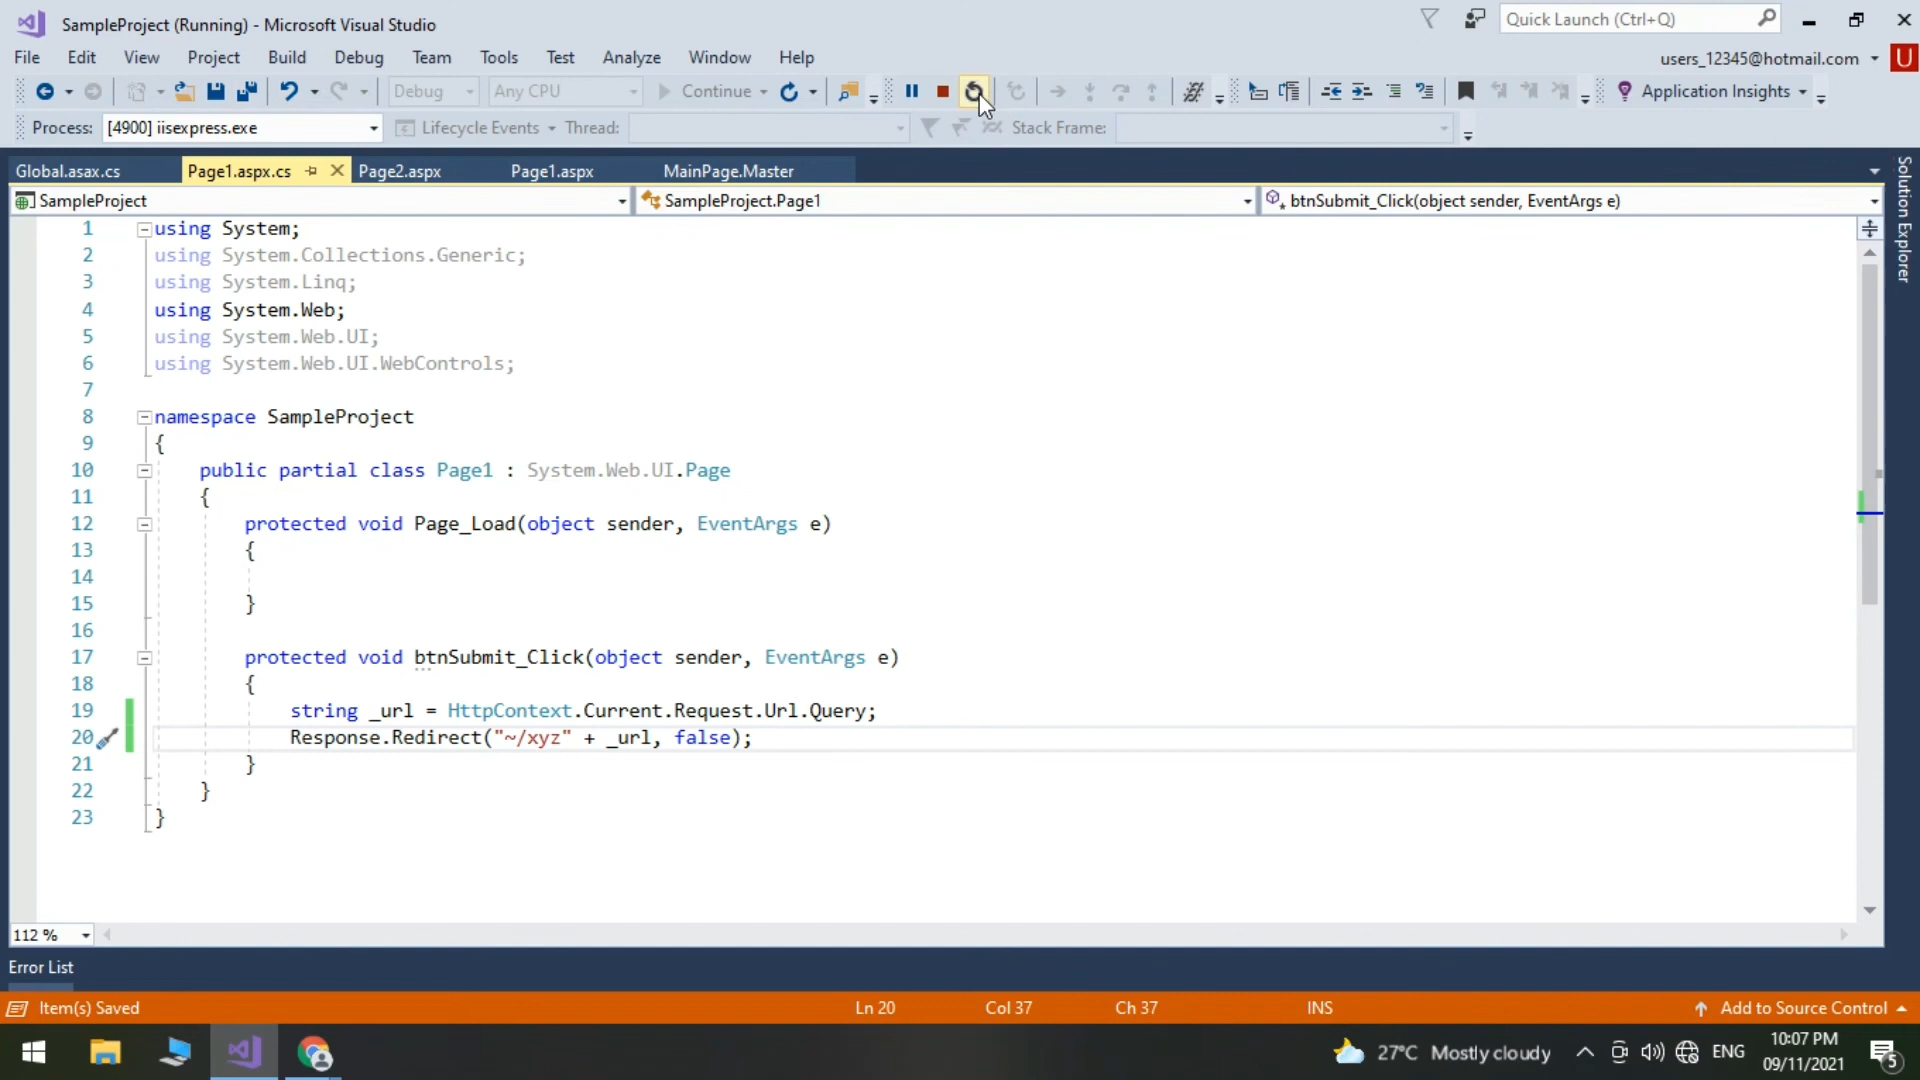 SampleProject (Running) - Microsoft Visual Studio
Quick Launch (Ctrl+Q)
File Edit View Project Build Debug Team Tools Test Analyze Window Help
users_12345@hotmail.com U
Debug Any CPU Continue Application Insights
Process: [4900] iisexpress.exe Lifecycle Events Thread: Stack Frame:
Global.asax.cs Page1.aspx.cs Page2.aspx Page1.aspx MainPage.Master
Solution Explorer
SampleProject SampleProject.Page1 btnSubmit_Click(object sender, EventArgs e)
1 using System;
2 using System.Collections.Generic;
3 using System.Linq;
4 using System.Web;
5 using System.Web.UI;
6 using System.Web.UI.WebControls;
7
8 namespace SampleProject
9 {
10 public partial class Page1 : System.Web.UI.Page
11 {
12 protected void Page_Load(object sender, EventArgs e)
13 {
14
15 }
16
17 protected void btnSubmit_Click(object sender, EventArgs e)
18 {
19 string _url = HttpContext.Current.Request.Url.Query;
20 Response.Redirect("~/xyz" + _url, false);
21 }
22 }
23 }
112 %
Error List
Item(s) Saved Ln 20 Col 37 Ch 37 INS Add to Source Control
27°C Mostly cloudy ENG 10:07 PM
09/11/2021 5